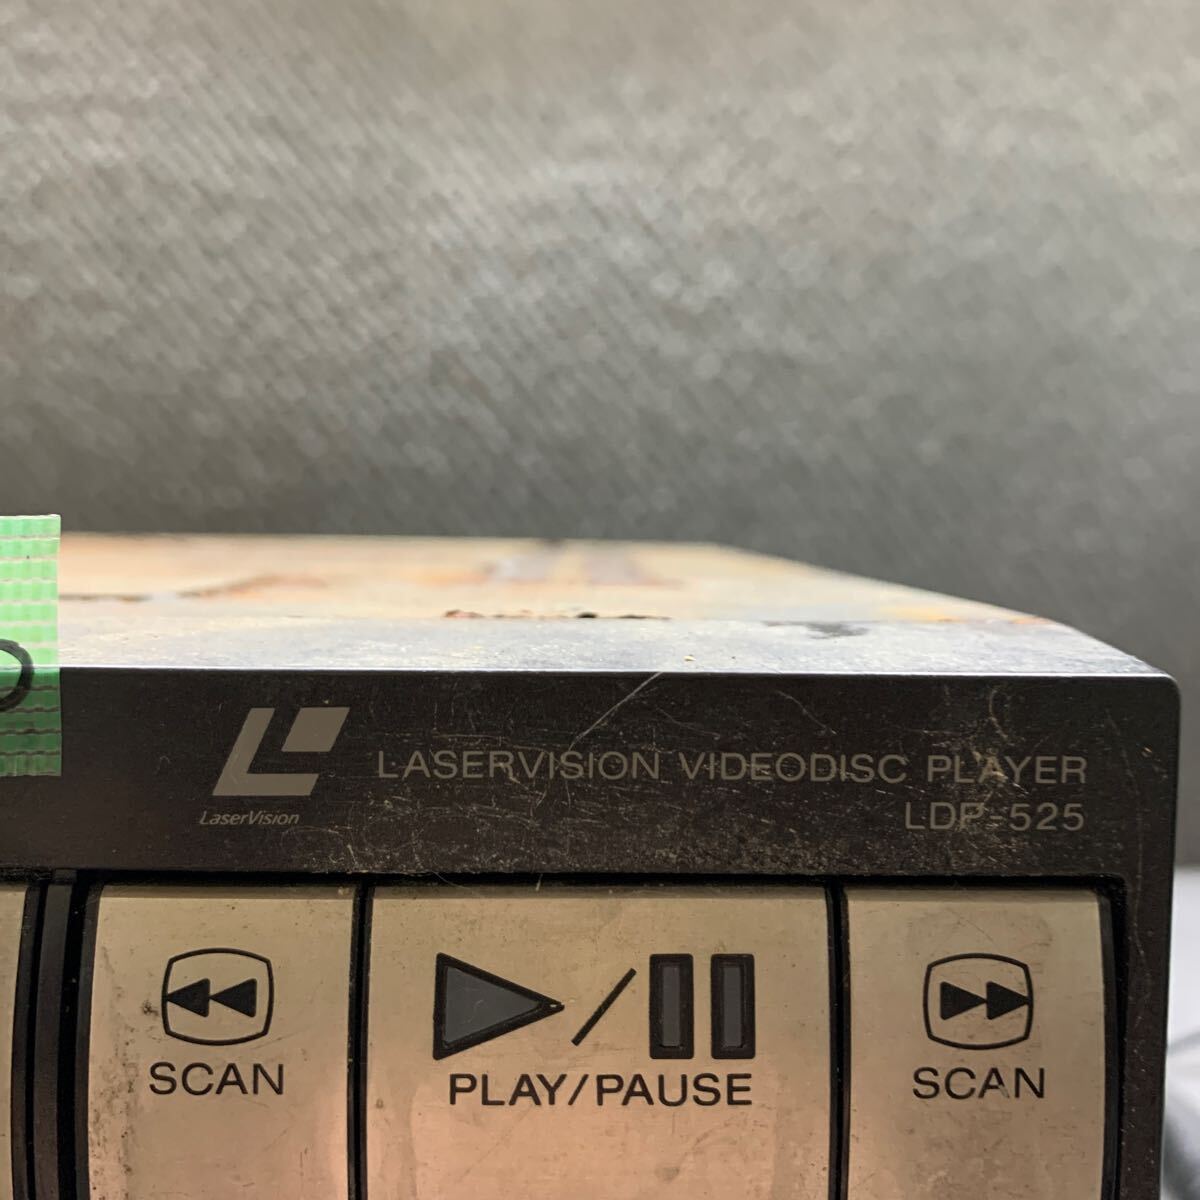 LaserVision
LASERVISION VIDEODISC PLAYER
LDP-525
SCAN
PLAY/PAUSE
SCAN